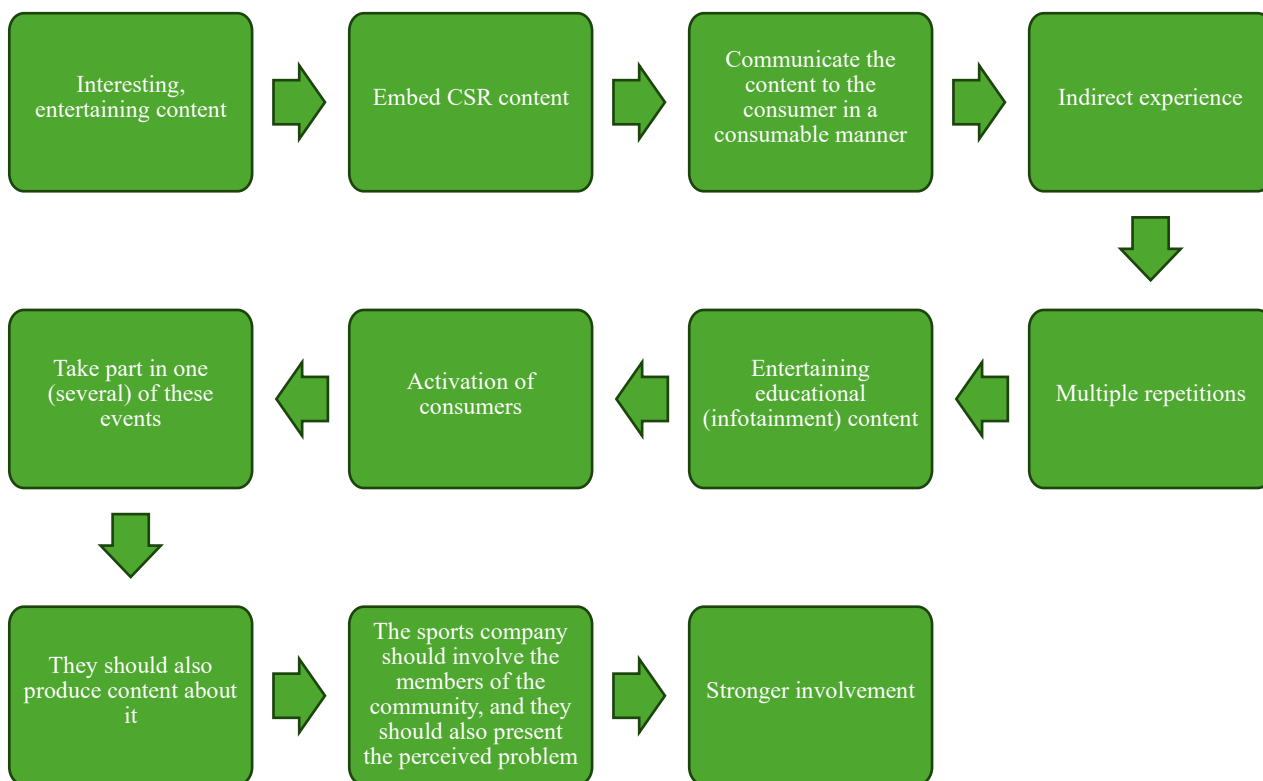 Interesting,
entertaining content
Embed CSR content
Communicate the
content to the
consumer in a
consumable manner
Indirect experience
Multiple repetitions
Entertaining
educational
(infotainment) content
Activation of
consumers
Take part in one
(several) of these
events
They should also
produce content about
it
The sports company
should involve the
members of the
community, and they
should also present
the perceived problem
Stronger involvement